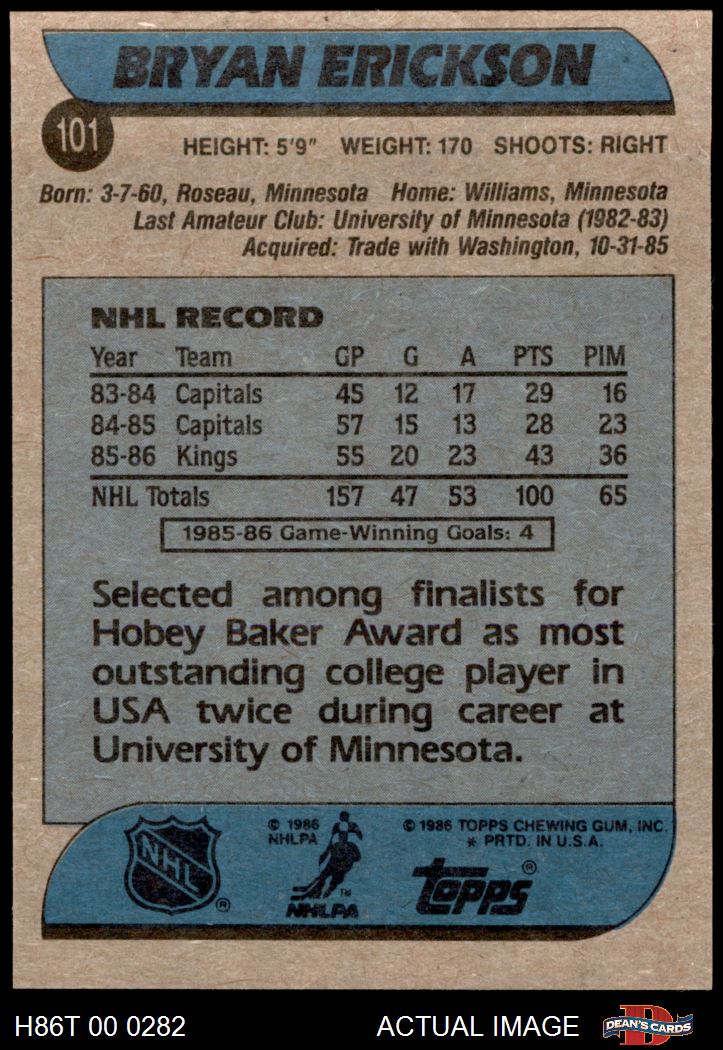 BRYAN ERICKSON
101
HEIGHT: 5'9" WEIGHT: 170 SHOOTS: RIGHT
Born: 3-7-60, Roseau, Minnesota Home: Williams, Minnesota
Last Amateur Club: University of Minnesota (1982-83)
Acquired: Trade with Washington, 10-31-85
NHL RECORD
Year Team GP G A PTS PIM
83-84 Capitals 45 12 17 29 16
84-85 Capitals 57 15 13 28 23
85-86 Kings 55 20 23 43 36
NHL Totals 157 47 53 100 65
1985-86 Game-Winning Goals: 4
Selected among finalists for
Hobey Baker Award as most
outstanding college player in
USA twice during career at
University of Minnesota.
NHL ®
© 1986
NHLPA
TM
NHLPA
© 1986 TOPPS CHEWING GUM, INC.
* PRTD. IN U.S.A.
Topps ®
H86T 00 0282 ACTUAL IMAGE
D
DEAN'S CARDS